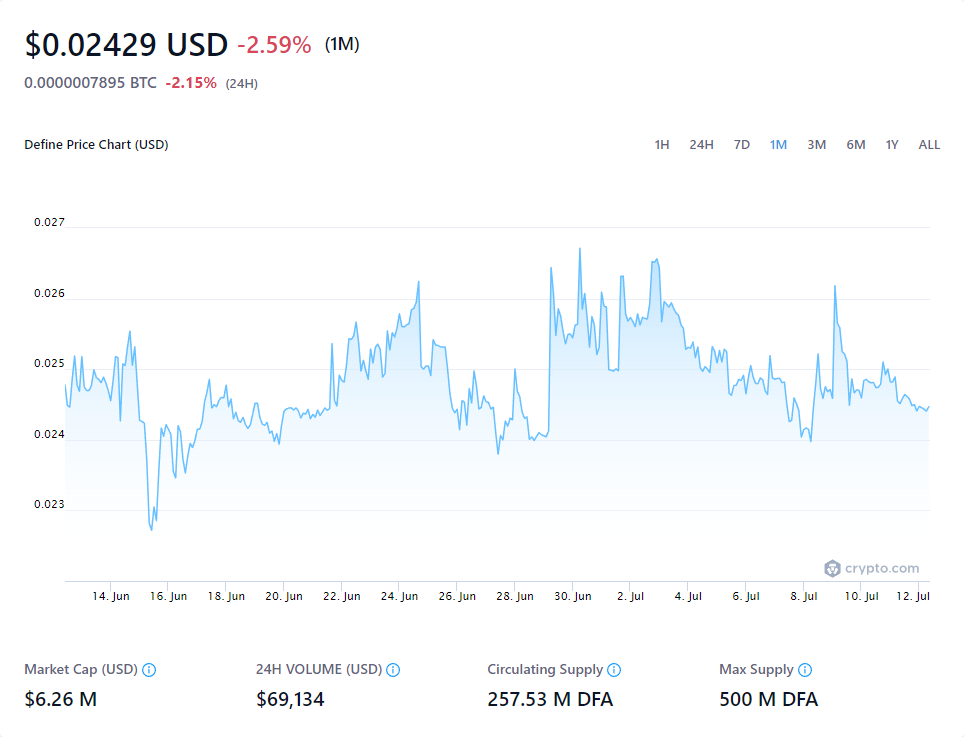 $0.02429 USD -2.59% (1M)
0.0000007895 BTC -2.15% (24H)
Define Price Chart (USD) 1H 24H 7D 1M 3M 6M 1Y ALL
0.027
0.026
0.025
0.024
0.023
crypto.com
14. Jun 16. Jun 18. Jun 20. Jun 22. Jun 24. Jun 26. Jun 28. Jun 30. Jun 2. Jul 4. Jul 6. Jul 8. Jul 10. Jul 12. Jul
Market Cap (USD) 24H VOLUME (USD) Circulating Supply Max Supply
$6.26 M $69,134 257.53 M DFA 500 M DFA